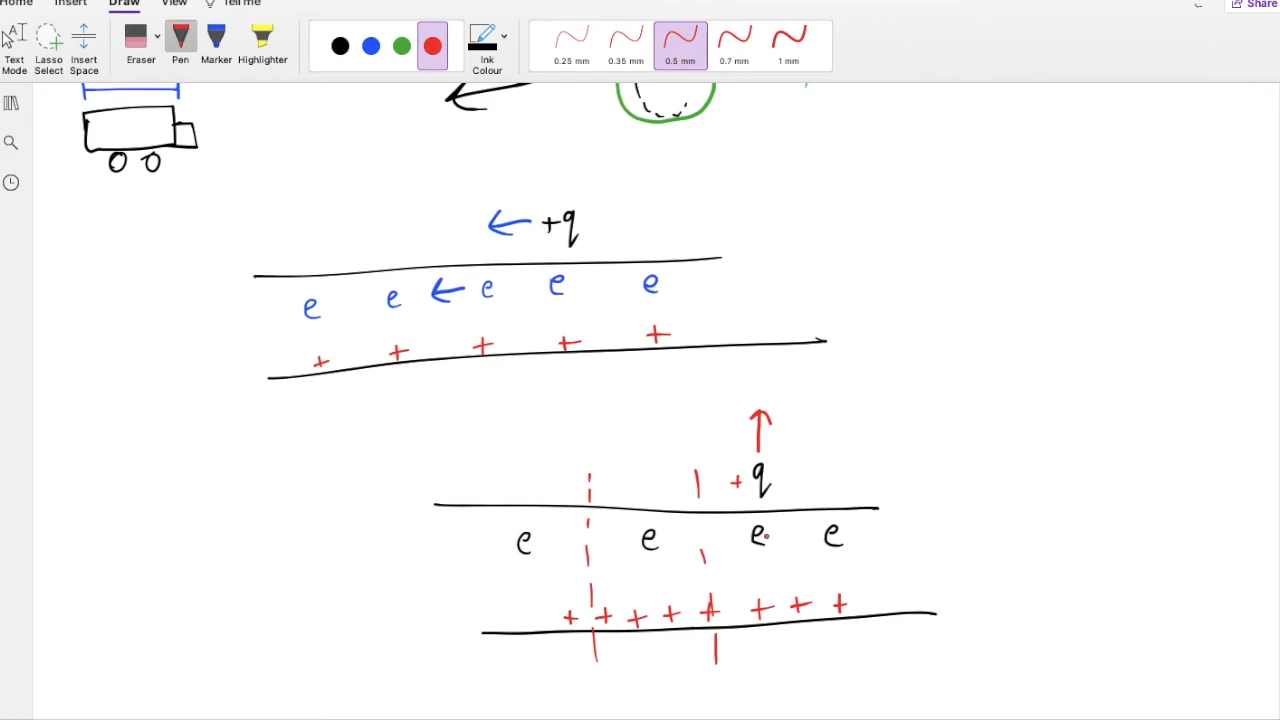 Home Insert Draw View Tell me Share
Text Mode Lasso Select Insert Space Eraser Pen Marker Highlighter Ink Colour 0.25 mm 0.35 mm 0.5 mm 0.7 mm 1 mm
← +q
e e ← e e e
+ + + + +
+ q
e e e e
+ + + + + + + +